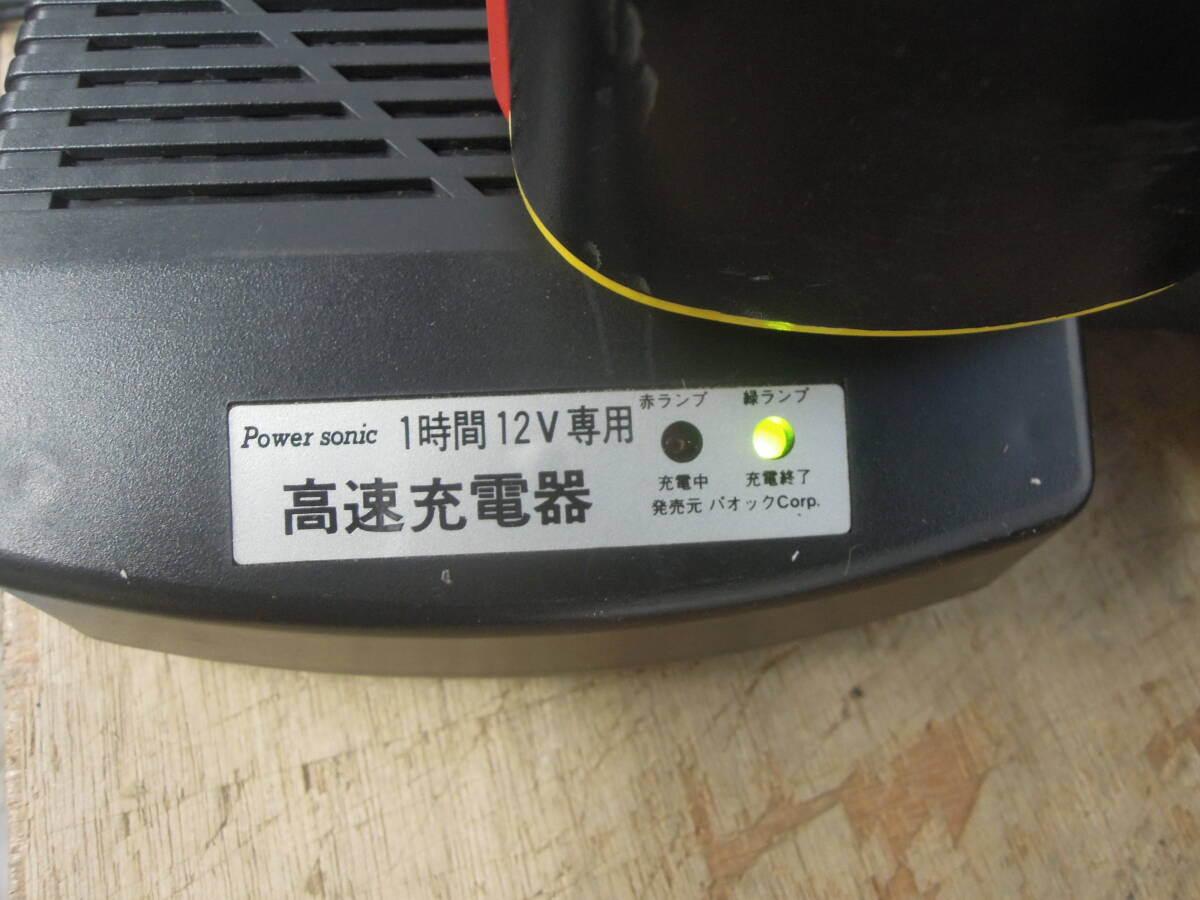 Power sonic 1時間 12V 専用
高速充電器
赤ランプ 緑ランプ
充電中 充電終了
発売元 パオックCorp.